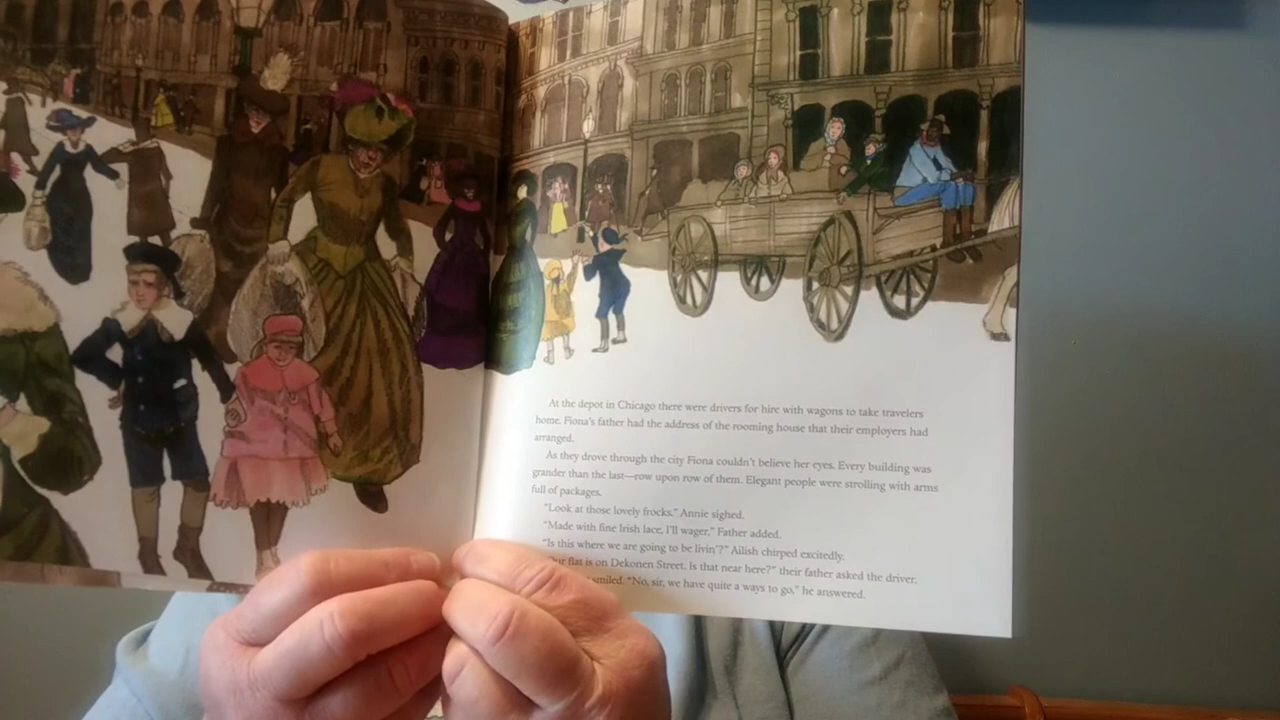 At the depot in Chicago there were drivers for hire with wagons to take travelers
home. Fiona's father had the address of the rooming house that their employers had
arranged.
As they drove through the city Fiona couldn't believe her eyes. Every building was
grander than the last—row upon row of them. Elegant people were strolling with arms
full of packages.
"Look at those lovely frocks," Annie sighed.
"Made with fine Irish lace, I'll wager," Father added.
"Is this where we are going to be livin'?" Ailish chirped excitedly.
flat is on Dekonen Street. Is that near here?" their father asked the driver.
smiled. "No, sir, we have quite a ways to go," he answered.